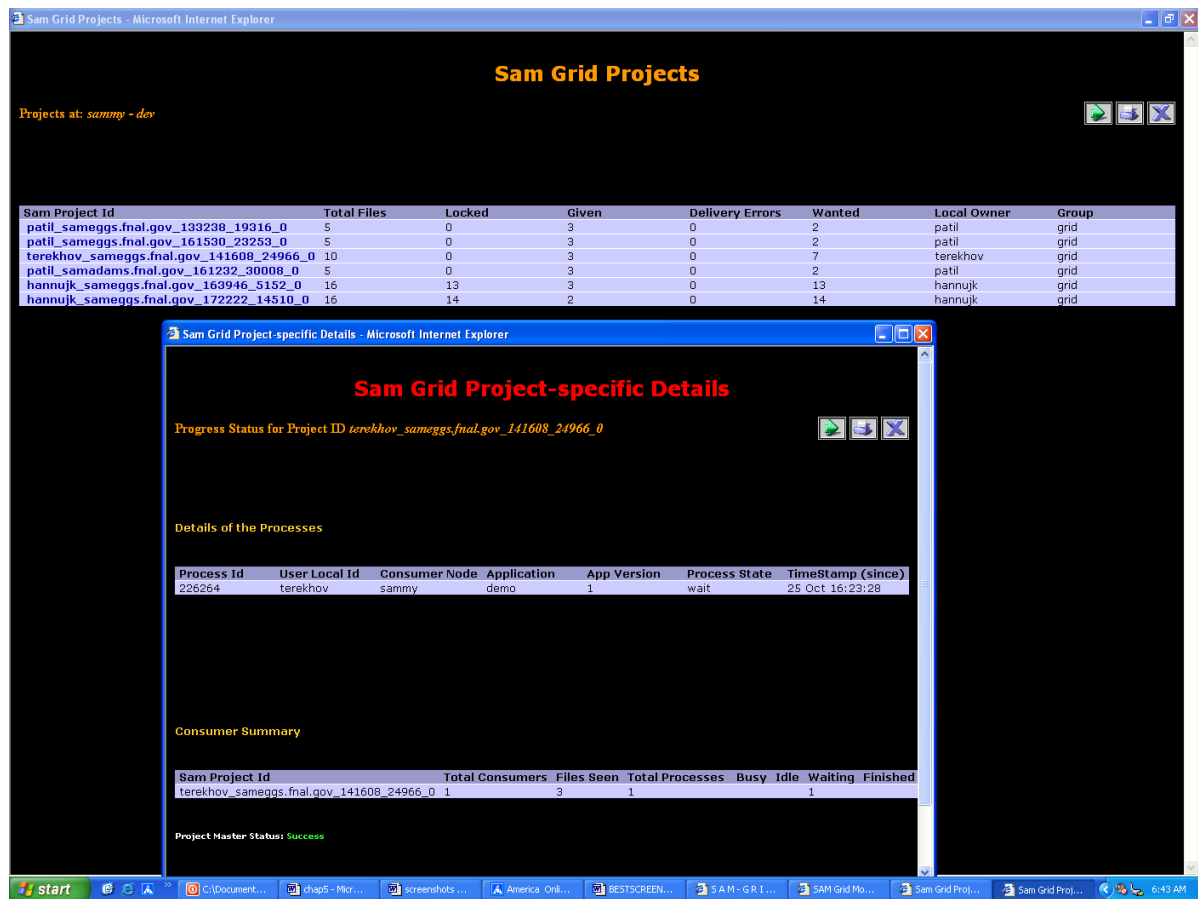 Sam Grid Projects - Microsoft Internet Explorer
Sam Grid Projects
Projects at: sammy - dev
Sam Project Id Total Files Locked Given Delivery Errors Wanted Local Owner Group
patil_sameggs.fnal.gov_133238_19316_0 5 0 3 0 2 patil grid
patil_sameggs.fnal.gov_161530_23253_0 5 0 3 0 2 patil grid
terekhov_sameggs.fnal.gov_141608_24966_0 10 0 3 0 7 terekhov grid
patil_samadams.fnal.gov_161232_30008_0 5 0 3 0 2 patil grid
hannujk_sameggs.fnal.gov_163946_5152_0 16 13 3 0 13 hannujk grid
hannujk_sameggs.fnal.gov_172222_14510_0 16 14 2 0 14 hannujk grid
Sam Grid Project-specific Details - Microsoft Internet Explorer
Sam Grid Project-specific Details
Progress Status for Project ID terekhov_sameggs.fnal.gov_141608_24966_0
Details of the Processes
Process Id User Local Id Consumer Node Application App Version Process State TimeStamp (since)
226264 terekhov sammy demo 1 wait 25 Oct 16:23:28
Consumer Summary
Sam Project Id Total Consumers Files Seen Total Processes Busy Idle Waiting Finished
terekhov_sameggs.fnal.gov_141608_24966_0 1 3 1 1
Project Master Status: Success
start » C:\Document... chap5 - Micr... screenshots ... America Onli... BESTSCREEN... S A M - G R I ... SAM Grid Mo... Sam Grid Proj... Sam Grid Proj... 6:43 AM